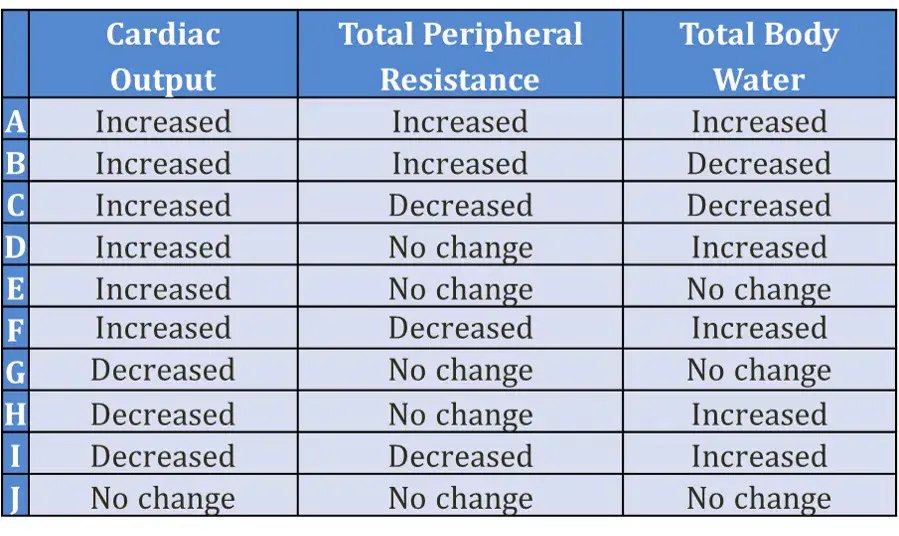 Cardiac Output Total Peripheral Resistance Total Body Water
A Increased Increased Increased
B Increased Increased Decreased
C Increased Decreased Decreased
D Increased No change Increased
E Increased No change No change
F Increased Decreased Increased
G Decreased No change No change
H Decreased No change Increased
I Decreased Decreased Increased
J No change No change No change